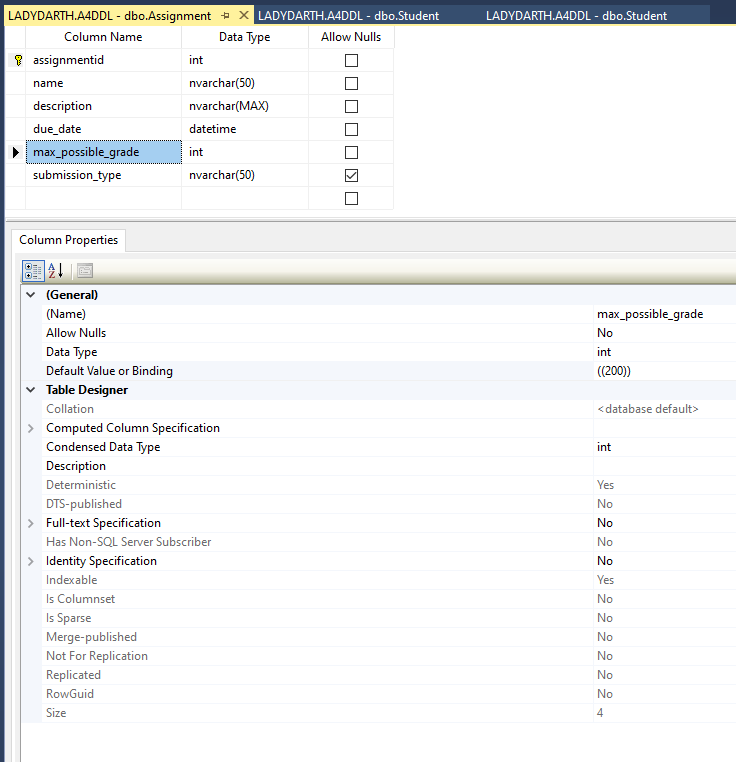 LADYDARTH.A4DDL - dbo.Assignment LADYDARTH.A4DDL - dbo.Student LADYDARTH.A4DDL - dbo.Student
Column Name Data Type Allow Nulls
assignmentid int
name nvarchar(50)
description nvarchar(MAX)
due_date datetime
max_possible_grade int
submission_type nvarchar(50)
Column Properties
(General)
(Name) max_possible_grade
Allow Nulls No
Data Type int
Default Value or Binding ((200))
Table Designer
Collation <database default>
Computed Column Specification
Condensed Data Type int
Description
Deterministic Yes
DTS-published No
Full-text Specification No
Has Non-SQL Server Subscriber No
Identity Specification No
Indexable Yes
Is Columnset No
Is Sparse No
Merge-published No
Not For Replication No
Replicated No
RowGuid No
Size 4